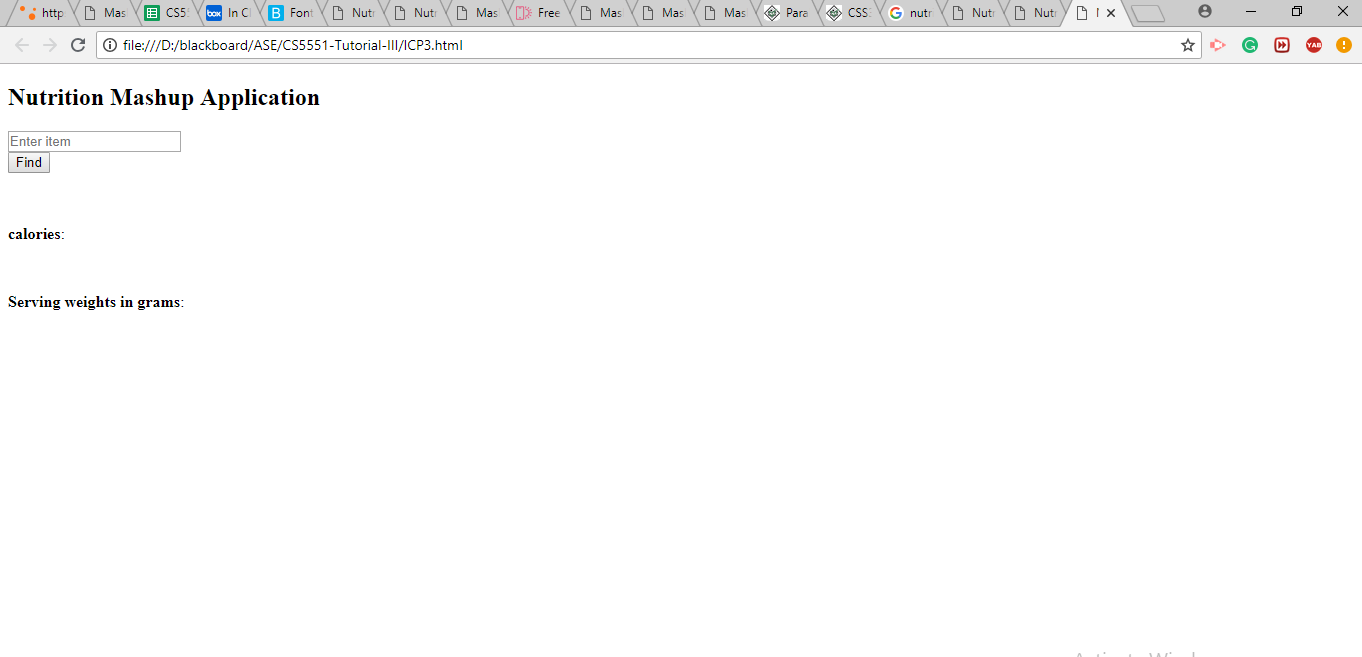 http Mas CS5 box In Cl B Font Nutr Nutr Mas Free Mas Mas Mas Para CSS nutr Nutr Nutr
file:///D:/blackboard/ASE/CS5551-Tutorial-III/ICP3.html YAB
Nutrition Mashup Application
Enter item
Find
calories:
Serving weights in grams: